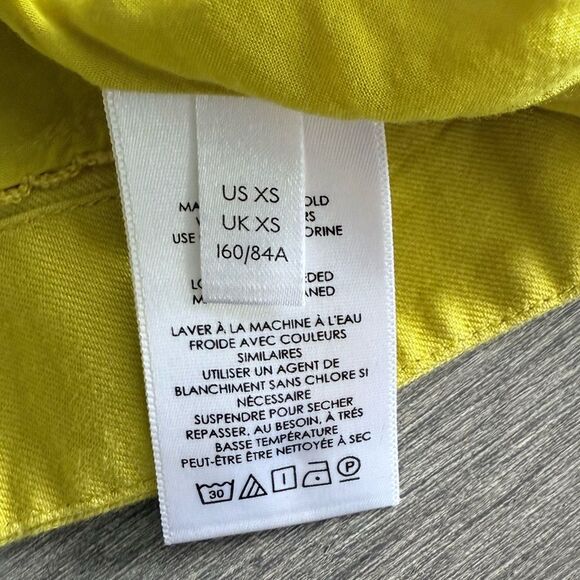 US XS
UK XS
160/84A
USE
LAVER À LA MACHINE À L'EAU
FROIDE AVEC COULEURS
SIMILAIRES
UTILISER UN AGENT DE
BLANCHIMENT SANS CHLORE SI
NÉCESSAIRE
SUSPENDRE POUR SECHER
REPASSER, AU BESOIN, À TRÉS
BASSE TEMPÉRATURE
PEUT-ÊTRE ÊTRE NETTOYÉE À SEC
30 P